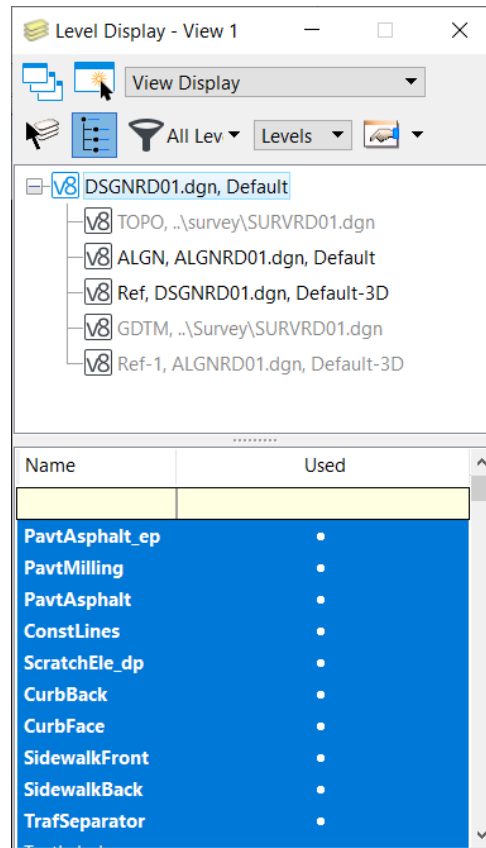 Level Display - View 1
View Display
All Lev Levels
V8 DSGNRD01.dgn, Default
V8 TOPO, ..\survey\SURVRD01.dgn
V8 ALGN, ALGNRD01.dgn, Default
V8 Ref, DSGNRD01.dgn, Default-3D
V8 GDTM, ..\Survey\SURVRD01.dgn
V8 Ref-1, ALGNRD01.dgn, Default-3D
Name Used
PavtAsphalt_ep
PavtMilling
PavtAsphalt
ConstLines
ScratchEle_dp
CurbBack
CurbFace
SidewalkFront
SidewalkBack
TrafSeparator